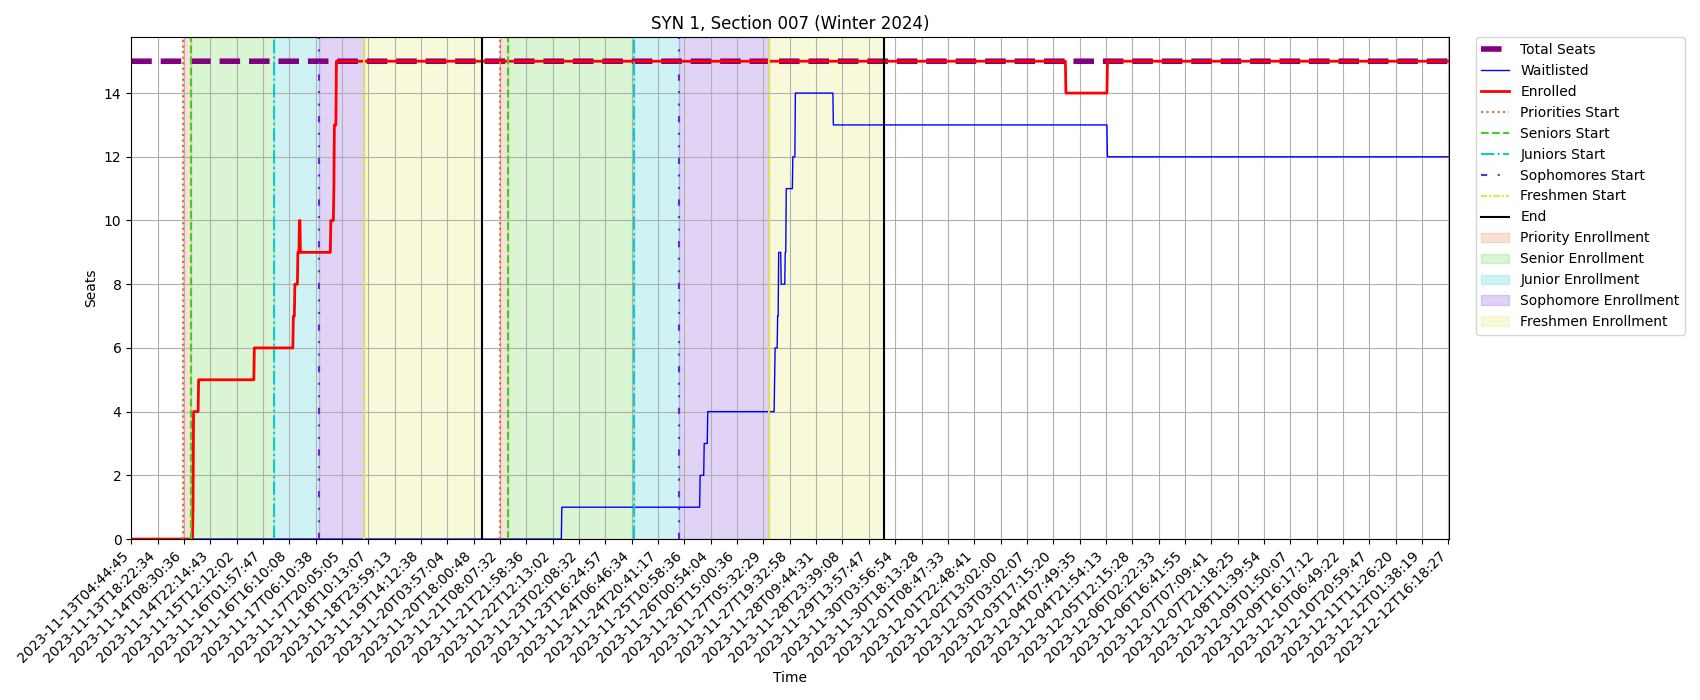 SYN 1, Section 007 (Winter 2024)
Seats
14
12
10
8
6
4
2
0
2023-11-13T04:44:45
2023-11-13T18:22:34
2023-11-14T08:30:36
2023-11-14T22:14:43
2023-11-15T12:12:02
2023-11-16T01:57:47
2023-11-16T16:10:08
2023-11-17T06:10:38
2023-11-17T20:05:05
2023-11-18T10:13:07
2023-11-18T23:59:13
2023-11-19T14:12:38
2023-11-20T03:57:04
2023-11-20T18:00:48
2023-11-21T08:07:32
2023-11-21T21:58:36
2023-11-22T12:13:02
2023-11-23T02:08:32
2023-11-23T16:24:57
2023-11-24T06:46:34
2023-11-24T20:41:17
2023-11-25T10:58:36
2023-11-26T00:54:04
2023-11-26T15:00:36
2023-11-27T05:32:29
2023-11-27T19:32:58
2023-11-28T09:44:31
2023-11-28T23:39:08
2023-11-29T13:57:47
2023-11-30T03:56:54
2023-11-30T18:13:28
2023-12-01T08:47:33
2023-12-01T22:48:41
2023-12-02T13:02:00
2023-12-03T03:02:07
2023-12-03T17:15:20
2023-12-04T07:49:35
2023-12-04T21:54:13
2023-12-05T12:15:28
2023-12-06T02:22:33
2023-12-06T16:41:55
2023-12-07T07:09:41
2023-12-07T21:18:25
2023-12-08T11:39:54
2023-12-09T01:50:07
2023-12-09T16:17:12
2023-12-10T06:49:22
2023-12-10T20:59:47
2023-12-11T11:26:20
2023-12-12T01:38:19
2023-12-12T16:18:27
Time
Total Seats
Waitlisted
Enrolled
Priorities Start
Seniors Start
Juniors Start
Sophomores Start
Freshmen Start
End
Priority Enrollment
Senior Enrollment
Junior Enrollment
Sophomore Enrollment
Freshmen Enrollment